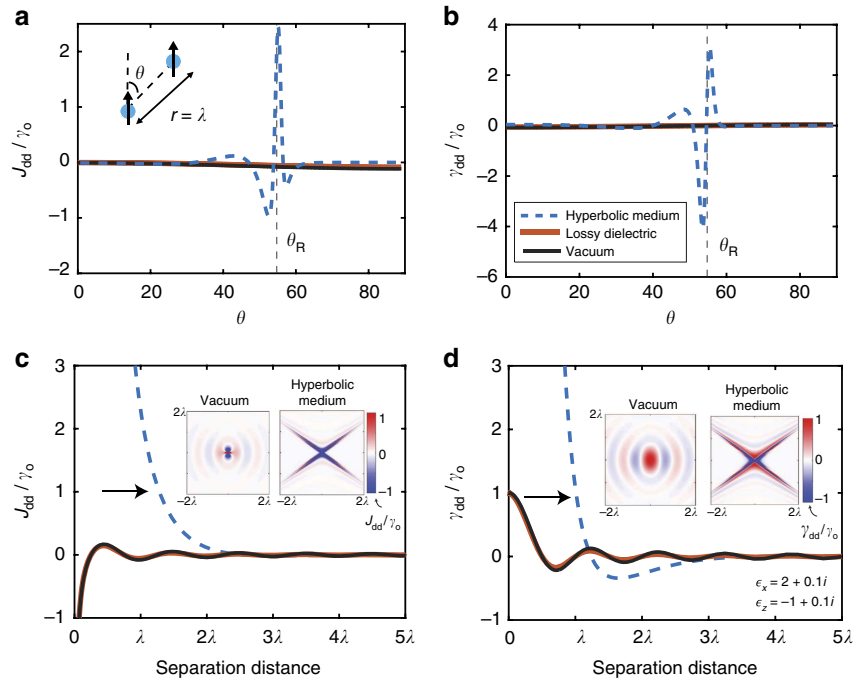 a
J_dd / γ_o
2
1
0
−1
−2
θ
r = λ
θ_R
0
20
40
60
80
θ
b
γ_dd / γ_o
4
2
0
−2
−4
−6
Hyperbolic medium
Lossy dielectric
Vacuum
θ_R
0
20
40
60
80
θ
c
J_dd / γ_o
3
2
1
0
−1
Vacuum
Hyperbolic
medium
2λ
−2λ
2λ
−2λ
2λ
1
0
−1
J_dd/γ_o
0
λ
2λ
3λ
4λ
5λ
Separation distance
d
γ_dd / γ_o
3
2
1
0
−1
Vacuum
Hyperbolic
medium
2λ
−2λ
2λ
−2λ
2λ
1
0
−1
γ_dd/γ_o
ϵ_x = 2 + 0.1i
ϵ_z = −1 + 0.1i
0
λ
2λ
3λ
4λ
5λ
Separation distance